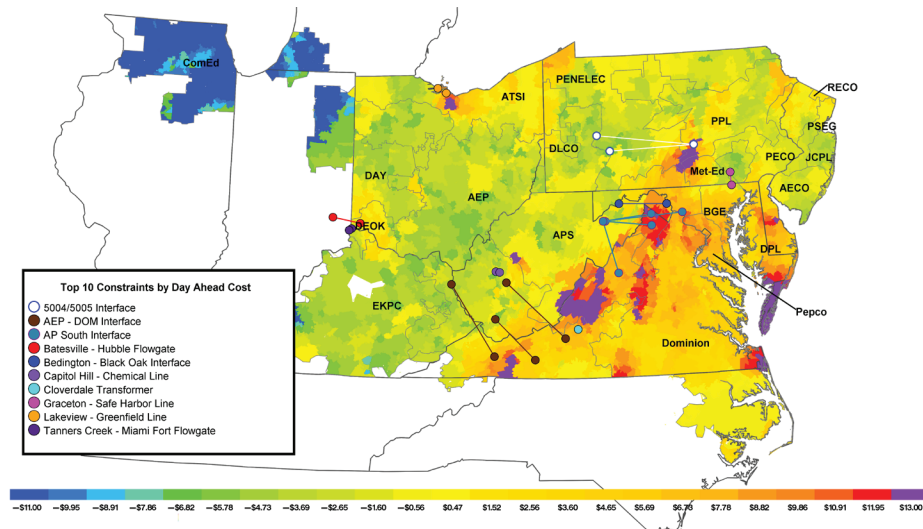 ComEd
ATSI
PENELEC
RECO
PPL
PSEG
DLCO
PECO
JCPL
Met-Ed
DAY
AEP
AECO
DEOK
APS
BGE
DPL
EKPC
Pepco
Dominion
Top 10 Constraints by Day Ahead Cost
5004/5005 Interface
AEP - DOM Interface
AP South Interface
Batesville - Hubble Flowgate
Bedington - Black Oak Interface
Capitol Hill - Chemical Line
Cloverdale Transformer
Graceton - Safe Harbor Line
Lakeview - Greenfield Line
Tanners Creek - Miami Fort Flowgate
−$11.00 −$9.95 −$8.91 −$7.86 −$6.82 −$5.78 −$4.73 −$3.69 −$2.65 −$1.60 −$0.56 $0.47 $1.52 $2.56 $3.60 $4.65 $5.69 $6.73 $7.78 $8.82 $9.86 $10.91 $11.95 $13.00